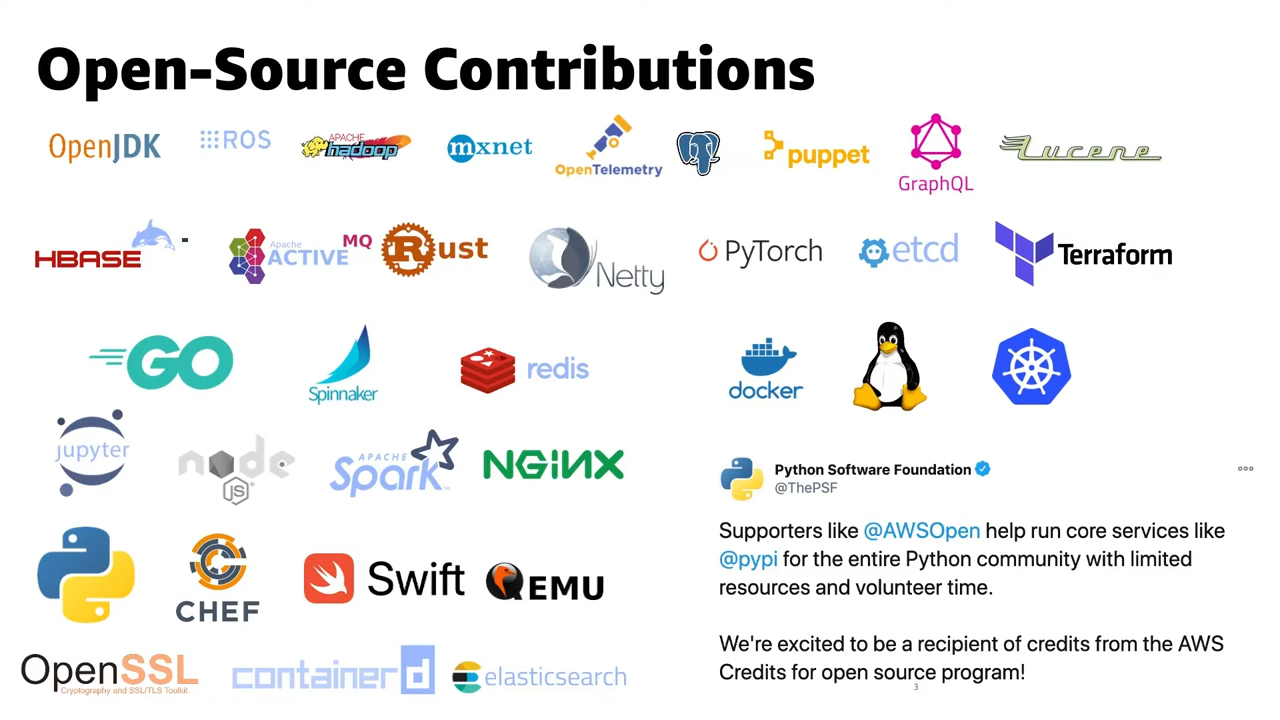 Open-Source Contributions
OpenJDK
ROS
APACHE
hadoop
mxnet
OpenTelemetry
puppet
GraphQL
Lucene
HBASE
Apache
ACTIVE MQ
Rust
Netty
PyTorch
etcd
Terraform
GO
Spinnaker
redis
docker
jupyter
node
JS
APACHE
Spark™
NGINX
CHEF
Swift
QEMU
OpenSSL
Cryptography and SSL/TLS Toolkit
containerd
elasticsearch
Python Software Foundation
@ThePSF
Supporters like @AWSOpen help run core services like
@pypi for the entire Python community with limited
resources and volunteer time.
We're excited to be a recipient of credits from the AWS
Credits for open source program!
3